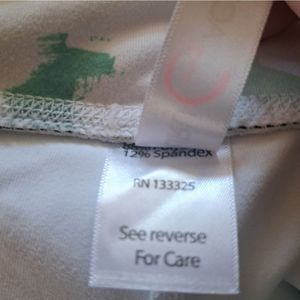 12% Spandex
RN 133325
See reverse
For Care